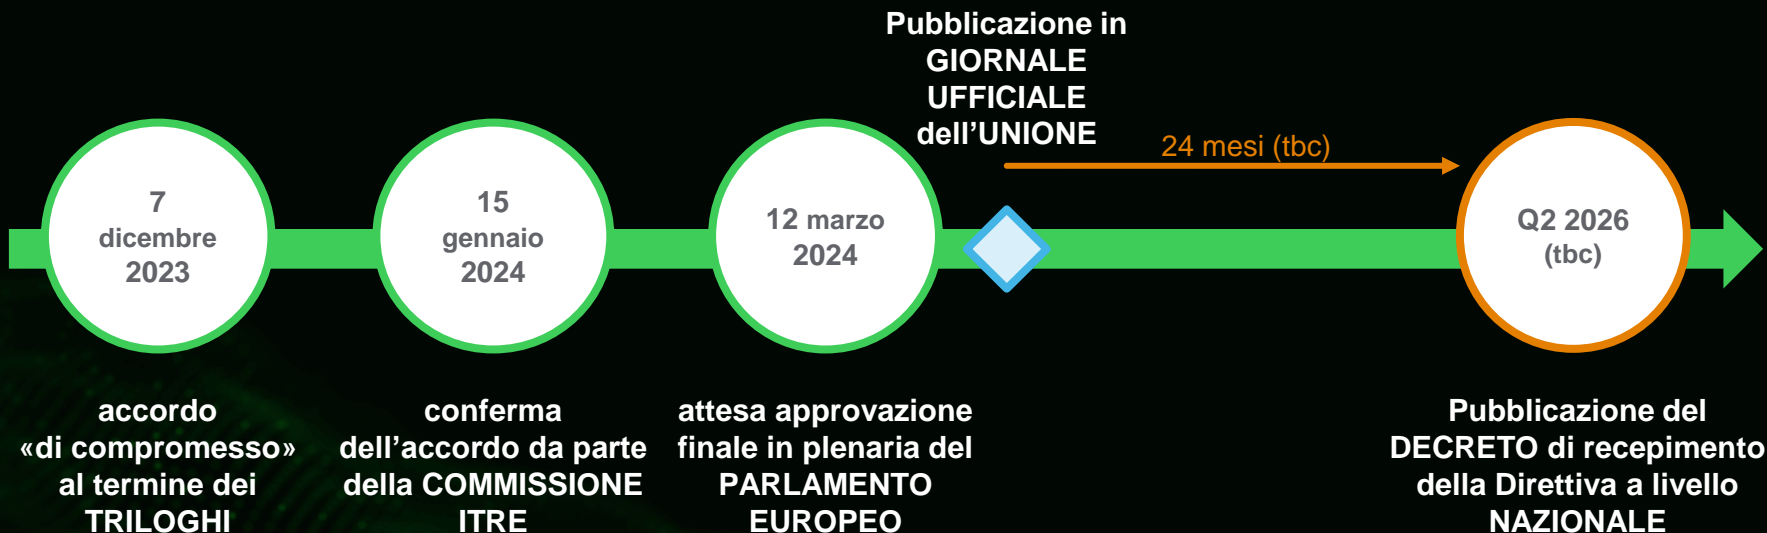 Pubblicazione in
GIORNALE
UFFICIALE
dell’UNIONE
24 mesi (tbc)
7
dicembre
2023
15
gennaio
2024
12 marzo
2024
Q2 2026
(tbc)
accordo
«di compromesso»
al termine dei
TRILOGHI
conferma
dell’accordo da parte
della COMMISSIONE
ITRE
attesa approvazione
finale in plenaria del
PARLAMENTO
EUROPEO
Pubblicazione del
DECRETO di recepimento
della Direttiva a livello
NAZIONALE